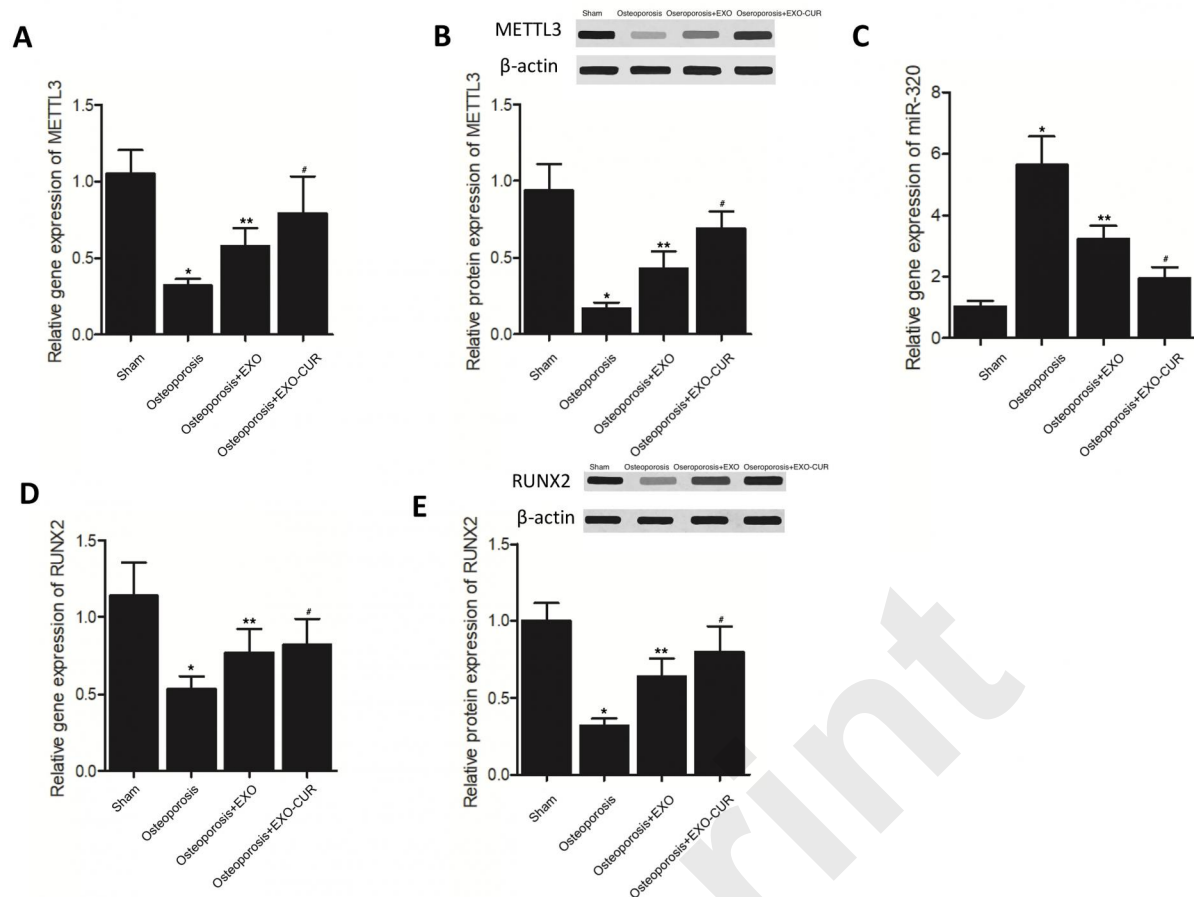 A
Relative gene expression of METTL3
1.5
1.0
0.5
0.0
*
**
#
Sham
Osteoporosis
Osteoporosis+EXO
Osteoporosis+EXO-CUR
B
Sham Osteoporosis Oseroporosis+EXO Oseroporosis+EXO-CUR
METTL3
β-actin
Relative protein expression of METTL3
1.5
1.0
0.5
0.0
*
**
#
Sham
Osteoporosis
Osteoporosis+EXO
Osteoporosis+EXO-CUR
C
Relative gene expression of miR-320
8
6
4
2
0
*
**
#
Sham
Osteoporosis
Osteoporosis+EXO
Osteoporosis+EXO-CUR
D
Relative gene expression of RUNX2
1.5
1.0
0.5
0.0
*
**
#
Sham
Osteoporosis
Osteoporosis+EXO
Osteoporosis+EXO-CUR
E
Sham Osteoporosis Oseroporosis+EXO Oseroporosis+EXO-CUR
RUNX2
β-actin
Relative protein expression of RUNX2
1.5
1.0
0.5
0.0
*
**
#
Sham
Osteoporosis
Osteoporosis+EXO
Osteoporosis+EXO-CUR
rint